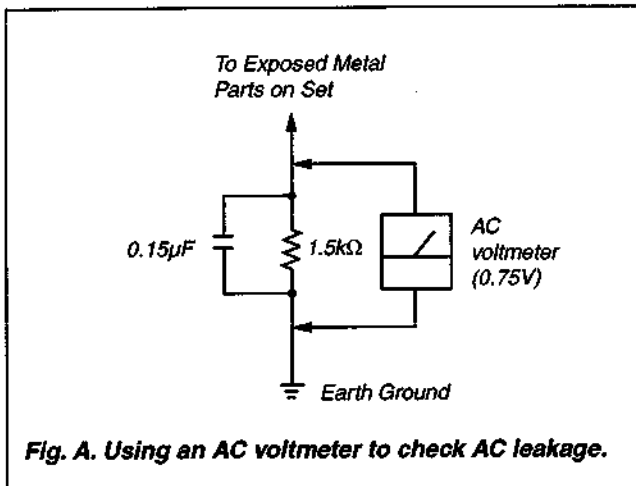 To Exposed Metal
Parts on Set
0.15µF
1.5kΩ
AC
voltmeter
(0.75V)
Earth Ground
Fig. A. Using an AC voltmeter to check AC leakage.